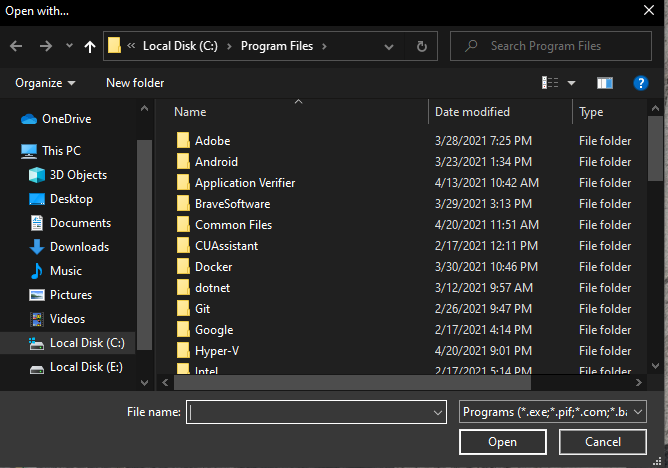 Open with...
Local Disk (C:) Program Files
Search Program Files
Organize New folder
Name Date modified Type
OneDrive
This PC
3D Objects
Desktop
Documents
Downloads
Music
Pictures
Videos
Local Disk (C:)
Local Disk (E:)
Adobe 3/28/2021 7:25 PM File folder
Android 3/23/2021 1:34 PM File folder
Application Verifier 4/13/2021 10:42 AM File folder
BraveSoftware 3/29/2021 3:13 PM File folder
Common Files 4/20/2021 11:51 AM File folder
CUAssistant 2/17/2021 12:11 PM File folder
Docker 3/30/2021 10:46 PM File folder
dotnet 3/12/2021 9:57 AM File folder
Git 2/26/2021 9:47 PM File folder
Google 2/17/2021 4:14 PM File folder
Hyper-V 4/20/2021 9:01 PM File folder
Intel 2/17/2021 5:14 PM File folder
File name: Programs (*.exe;*.pif;*.com;*.ba
Open Cancel